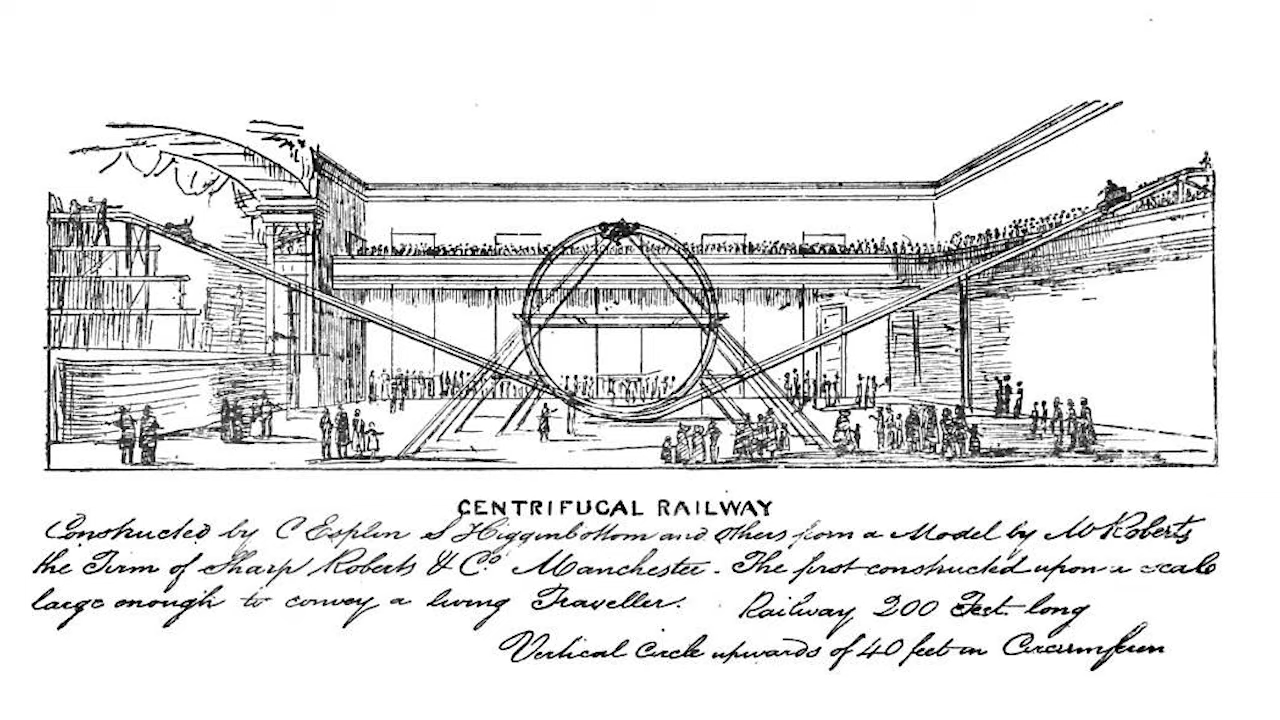 CENTRIFUGAL RAILWAY
Constructed by C Esplin S Higginbottom and Others from a Model by Mr Roberts
the Firm of Sharp Roberts & Co. Manchester - The first constructed upon a scale
large enough to convey a living Traveller. Railway 200 Feet long
Vertical Circle upwards of 40 feet in